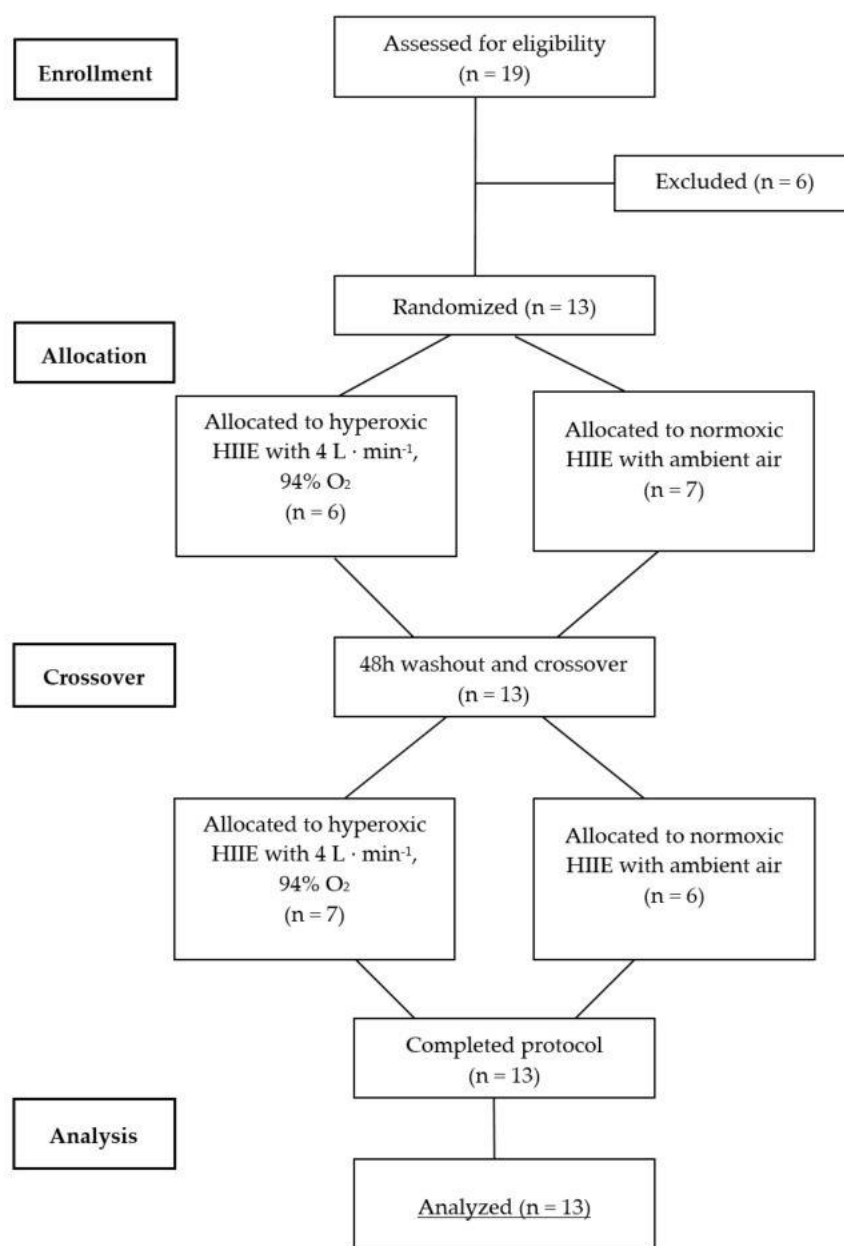 Enrollment
Assessed for eligibility
(n = 19)
Excluded (n = 6)
Randomized (n = 13)
Allocation
Allocated to hyperoxic
HIIE with 4 L · min⁻¹,
94% O₂
(n = 6)
Allocated to normoxic
HIIE with ambient air
(n = 7)
Crossover
48h washout and crossover
(n = 13)
Allocated to hyperoxic
HIIE with 4 L · min⁻¹,
94% O₂
(n = 7)
Allocated to normoxic
HIIE with ambient air
(n = 6)
Completed protocol
(n = 13)
Analysis
Analyzed (n = 13)